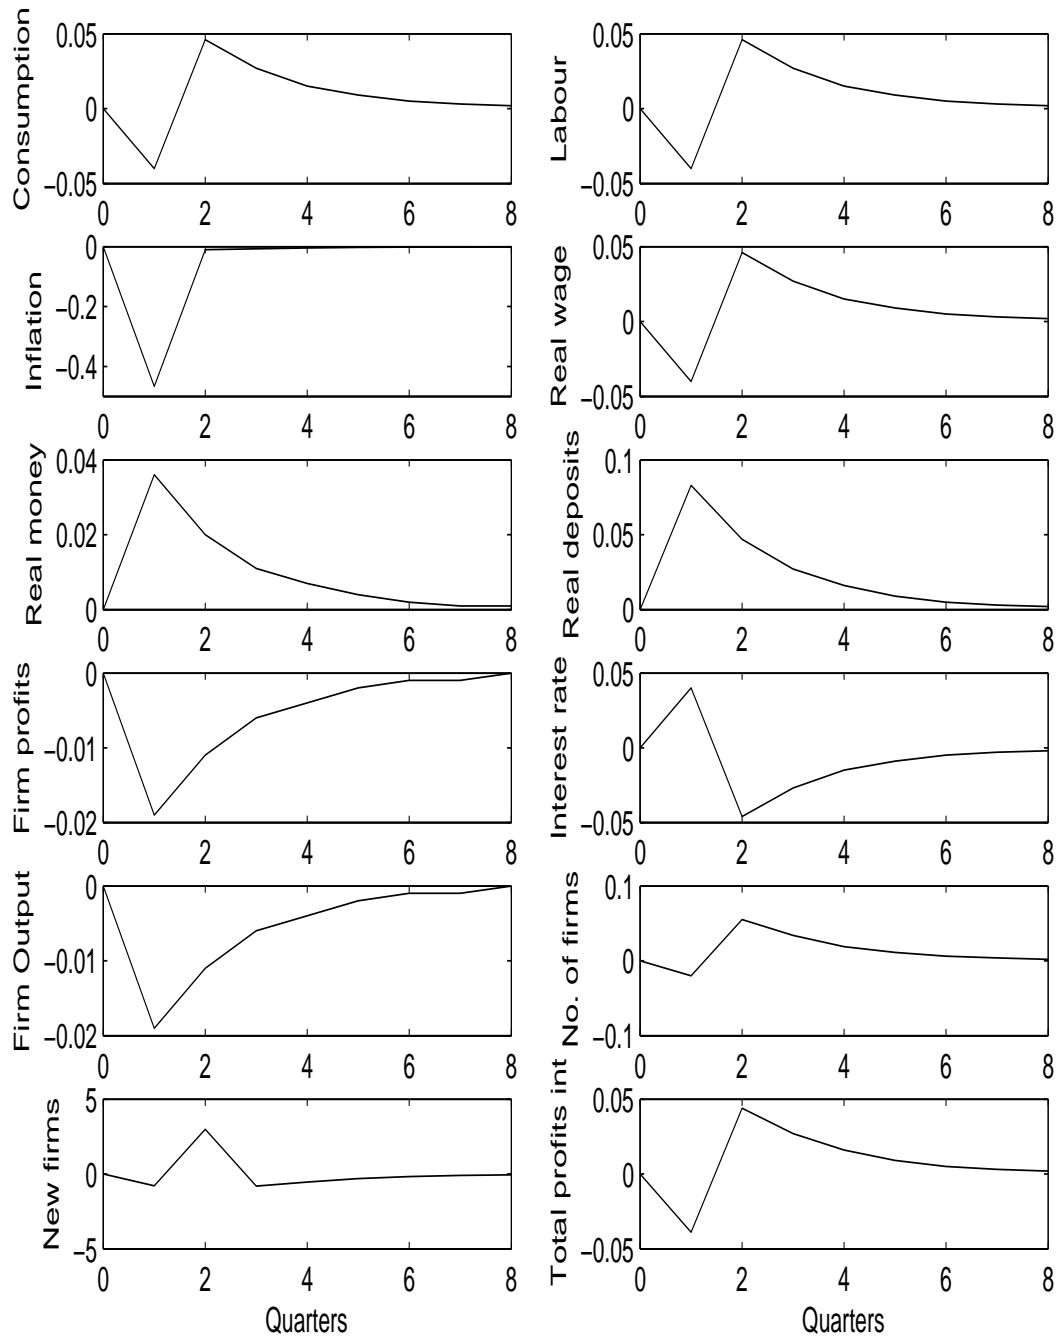 Consumption
0.05
0
−0.05
0 2 4 6 8
Labour
0.05
0
−0.05
0 2 4 6 8
Inflation
0
−0.2
−0.4
0 2 4 6 8
Real wage
0.05
0
−0.05
0 2 4 6 8
Real money
0.04
0.02
0
0 2 4 6 8
Real deposits
0.1
0.05
0
0 2 4 6 8
Firm profits
0
−0.01
−0.02
0 2 4 6 8
Interest rate
0.05
0
−0.05
0 2 4 6 8
Firm Output
0
−0.01
−0.02
0 2 4 6 8
No. of firms
0.1
0
−0.1
0 2 4 6 8
New firms
5
0
−5
0 2 4 6 8
Quarters
Total profits int
0.05
0
−0.05
0 2 4 6 8
Quarters